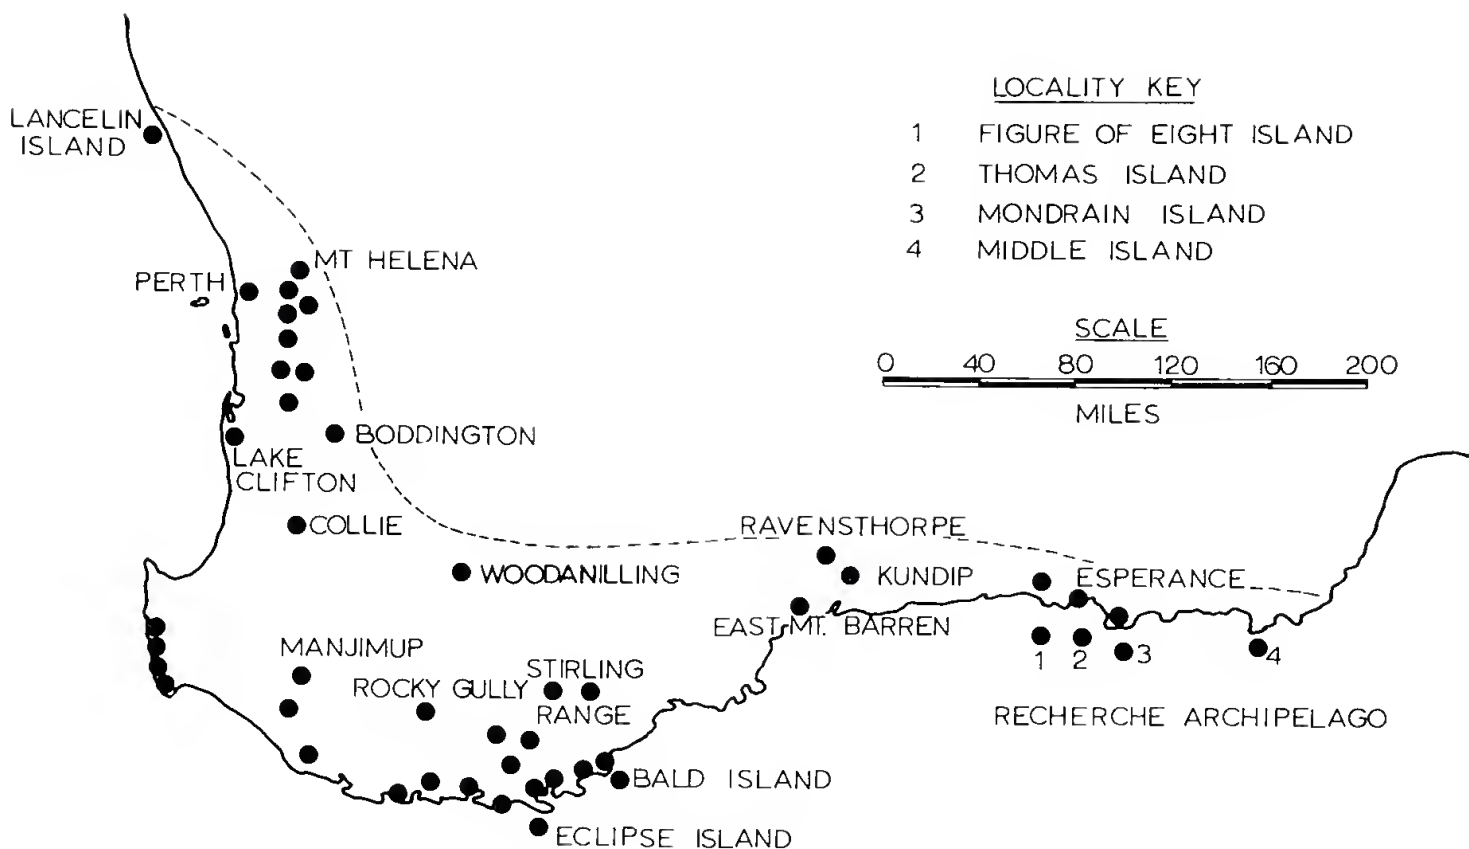 LOCALITY KEY
1 FIGURE OF EIGHT ISLAND
2 THOMAS ISLAND
3 MONDRAIN ISLAND
4 MIDDLE ISLAND
SCALE
0 40 80 120 160 200
MILES
LANCELIN
ISLAND
MT HELENA
PERTH
BODDINGTON
LAKE
CLIFTON
COLLIE
WOODANILLING
RAVENSTHORPE
KUNDIP
ESPERANCE
EAST MT. BARREN
MANJIMUP
ROCKY GULLY
STIRLING
RANGE
1 2 3 4
RECHERCHE ARCHIPELAGO
BALD ISLAND
ECLIPSE ISLAND